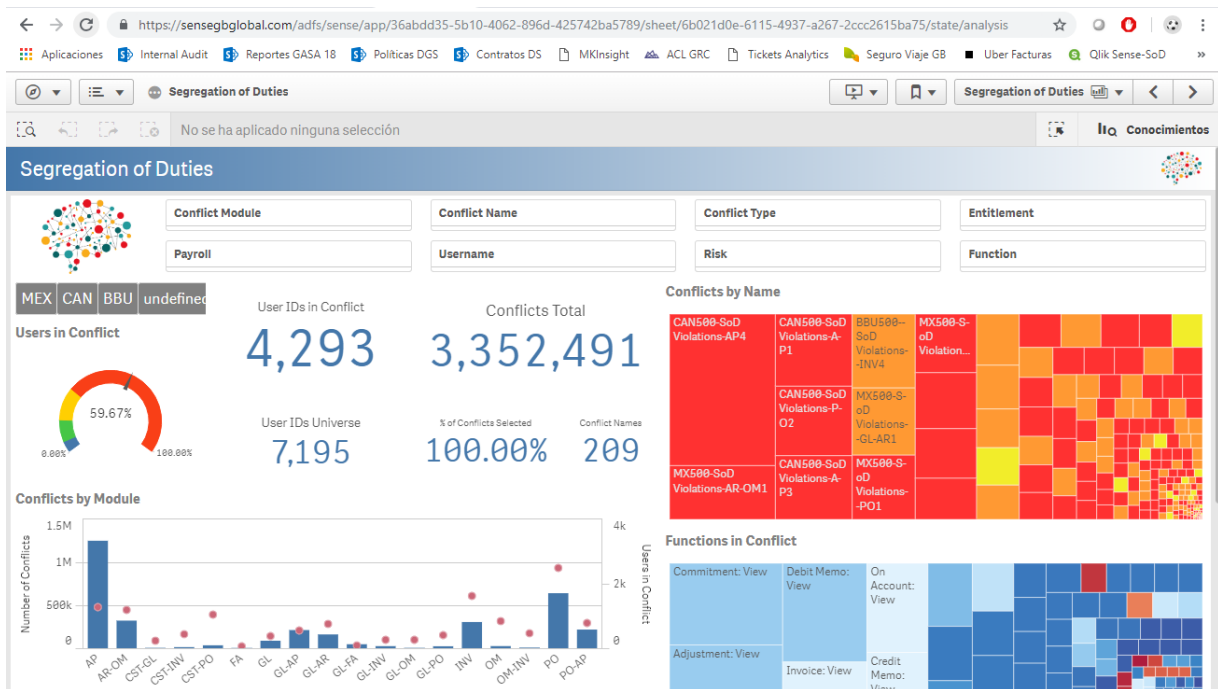 https://sensegbglobal.com/adfs/sense/app/36abdd35-5b10-4062-896d-425742ba5789/sheet/6b021d0e-6115-4937-a267-2ccc2615ba75/state/analysis
Aplicaciones Internal Audit Reportes GASA 18 Políticas DGS Contratos DS MKInsight ACL GRC Tickets Analytics Seguro Viaje GB Uber Facturas Qlik Sense-SoD »
Segregation of Duties Segregation of Duties
No se ha aplicado ninguna selección Conocimientos
Segregation of Duties
Conflict Module Conflict Name Conflict Type Entitlement
Payroll Username Risk Function
MEX CAN BBU undefined
Users in Conflict
59.67%
0.00% 100.00%
User IDs in Conflict
4,293
Conflicts Total
3,352,491
User IDs Universe
7,195
% of Conflicts Selected
100.00%
Conflict Names
209
Conflicts by Name
CAN500-SoD
Violations-AP4
MX500-SoD
Violations-AR-OM1
CAN500-SoD
Violations-A-
P1
CAN500-SoD
Violations-P-
O2
CAN500-SoD
Violations-A-
P3
BBU500--
SoD
Violations-
-INV4
MX500-S-
oD
Violations-
-GL-AR1
MX500-S-
oD
Violations-
-PO1
MX500-S-
oD
Violation...
Conflicts by Module
Number of Conflicts
1.5M
1M
500k
0
4k
2k
0
Users in Conflict
AP AR-OM CST-GL CST-INV CST-PO FA GL GL-AP GL-AR GL-FA GL-INV GL-OM GL-PO INV OM OM-INV PO PO-AP
Functions in Conflict
Commitment: View
Adjustment: View
Debit Memo:
View
Invoice: View
On
Account:
View
Credit
Memo:
View